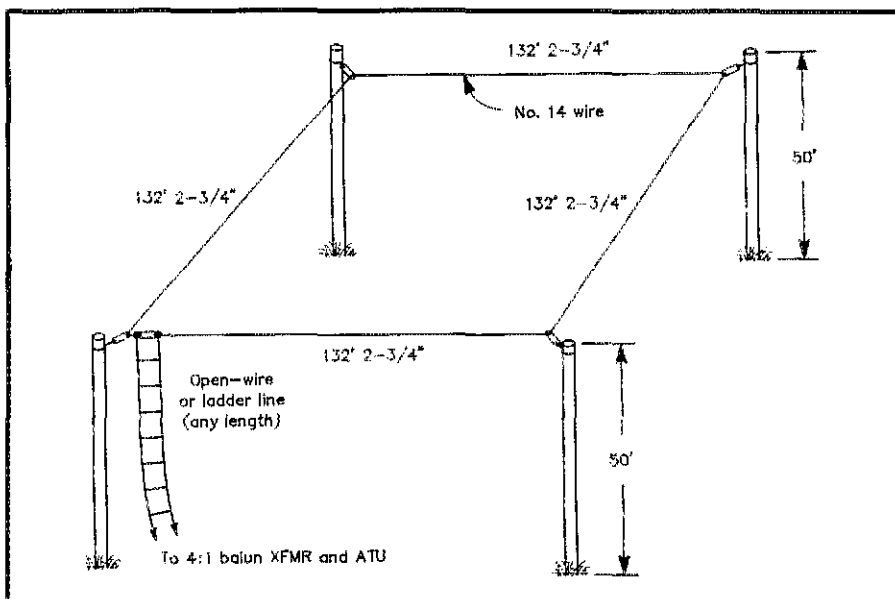 132' 2-3/4"
No. 14 wire
50'
132' 2-3/4"
132' 2-3/4"
132' 2-3/4"
Open-wire
or ladder line
(any length)
50'
To 4:1 balun XFMR and ATU